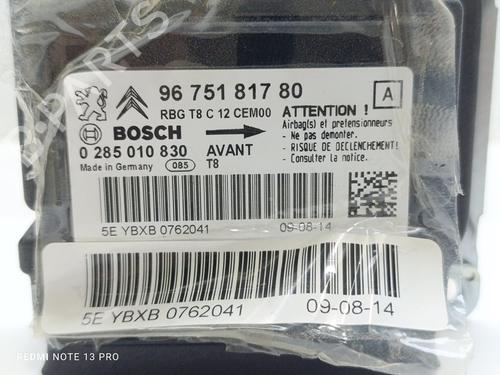 96 751 817 80
A
RBG T8 C 12 CEM00
ATTENTION !
BOSCH
Airbag(s) et pretensionneurs
- Ne pas demonter.
0 285 010 830 AVANT
- RISQUE DE DECLENCHEMENT!
Made in Germany 085 T8
- Consulter la notice.
5E YBXB 0762041 09-08-14
5E YBXB 0762041 09-08-14
REDMI NOTE 13 PRO